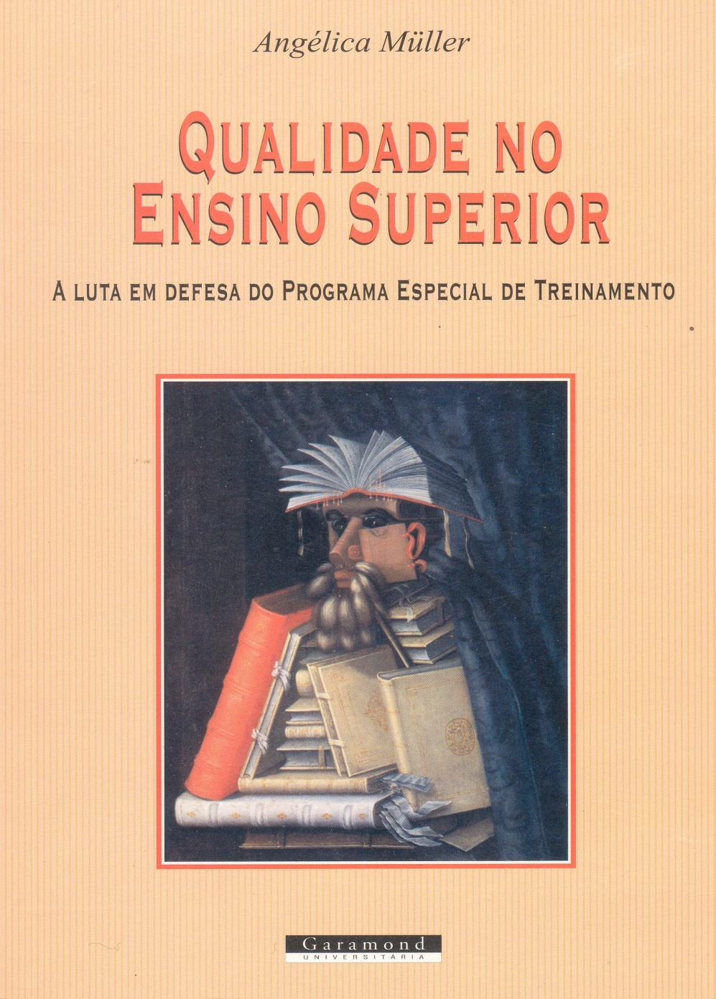 Angélica Müller
QUALIDADE NO
ENSINO SUPERIOR
A LUTA EM DEFESA DO PROGRAMA ESPECIAL DE TREINAMENTO
Garamond
UNIVERSITÁRIA